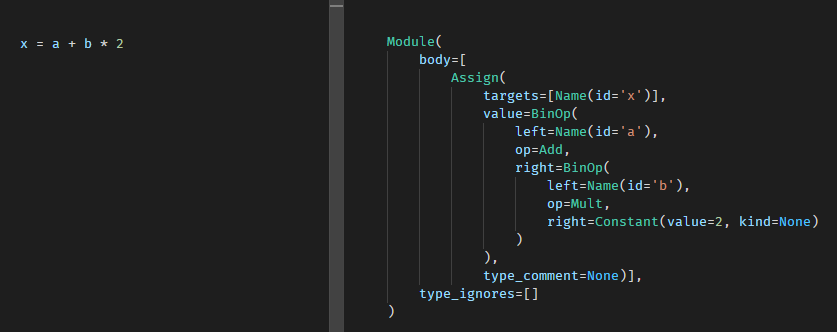 x = a + b * 2
Module(
    body=[
        Assign(
            targets=[Name(id='x')],
            value=BinOp(
                left=Name(id='a'),
                op=Add,
                right=BinOp(
                    left=Name(id='b'),
                    op=Mult,
                    right=Constant(value=2, kind=None)
                )
            ),
            type_comment=None)],
    type_ignores=[]
)